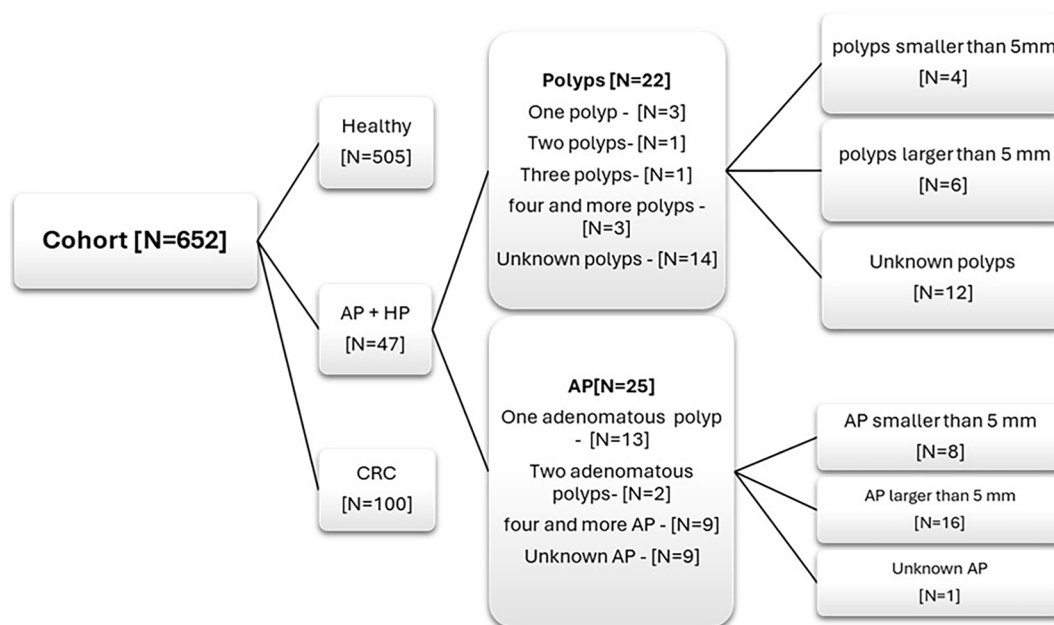 Cohort [N=652]
Healthy
[N=505]
AP + HP
[N=47]
CRC
[N=100]
Polyps [N=22]
One polyp - [N=3]
Two polyps- [N=1]
Three polyps- [N=1]
four and more polyps -
[N=3]
Unknown polyps - [N=14]
AP[N=25]
One adenomatous polyp
- [N=13]
Two adenomatous
polyps- [N=2]
four and more AP - [N=9]
Unknown AP - [N=9]
polyps smaller than 5mm
[N=4]
polyps larger than 5 mm
[N=6]
Unknown polyps
[N=12]
AP smaller than 5 mm
[N=8]
AP larger than 5 mm
[N=16]
Unknown AP
[N=1]